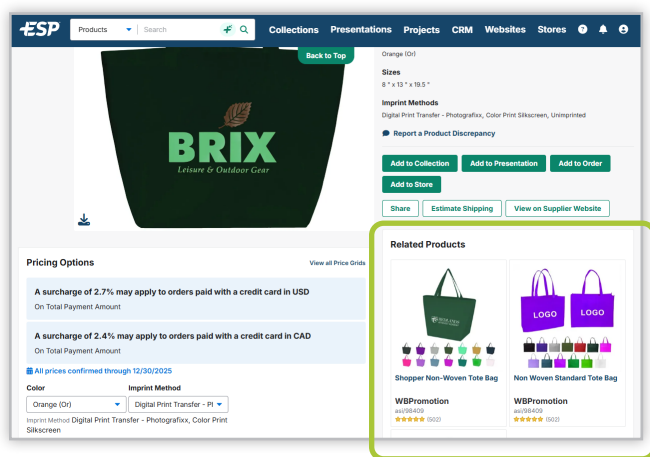 ESP Products Search Collections Presentations Projects CRM Websites Stores
Back to Top
BRIX
Leisure & Outdoor Gear
Orange (Or)
Sizes
8 " x 13 " x 19.5 "
Imprint Methods
Digital Print Transfer - Photografixx, Color Print Silkscreen, Unimprinted
Report a Product Discrepancy
Add to Collection Add to Presentation Add to Order
Add to Store
Share Estimate Shipping View on Supplier Website
Pricing Options View all Price Grids
A surcharge of 2.7% may apply to orders paid with a credit card in USD
On Total Payment Amount
A surcharge of 2.4% may apply to orders paid with a credit card in CAD
On Total Payment Amount
All prices confirmed through 12/30/2025
Color Imprint Method
Orange (Or) Digital Print Transfer - Pl
Imprint Method Digital Print Transfer - Photografixx, Color Print
Silkscreen
Related Products
LOGO LOGO
Shopper Non-Woven Tote Bag
WBPromotion
asi/98409
(502)
Non Woven Standard Tote Bag
WBPromotion
asi/98409
(502)